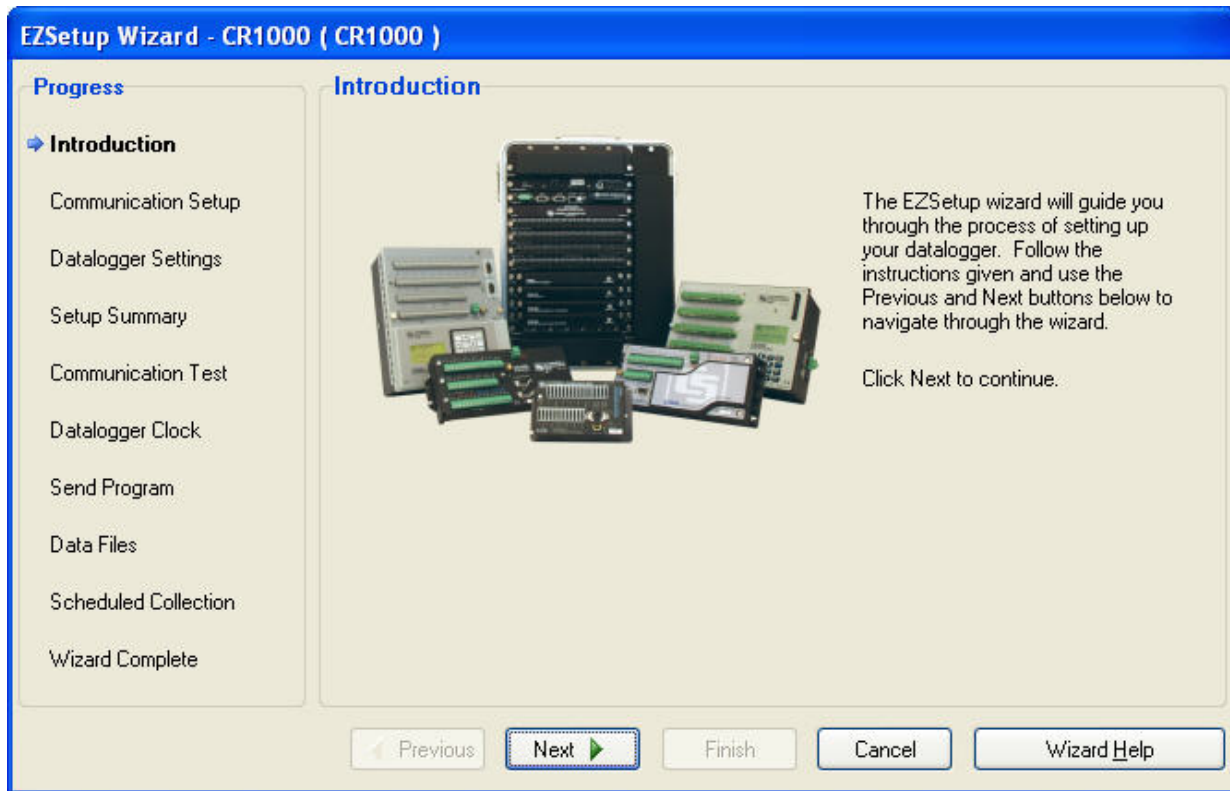 EZSetup Wizard - CR1000 ( CR1000 )
Progress
Introduction
Communication Setup
Datalogger Settings
Setup Summary
Communication Test
Datalogger Clock
Send Program
Data Files
Scheduled Collection
Wizard Complete
Introduction
The EZSetup wizard will guide you
through the process of setting up
your datalogger. Follow the
instructions given and use the
Previous and Next buttons below to
navigate through the wizard.
Click Next to continue.
Previous
Next
Finish
Cancel
Wizard Help